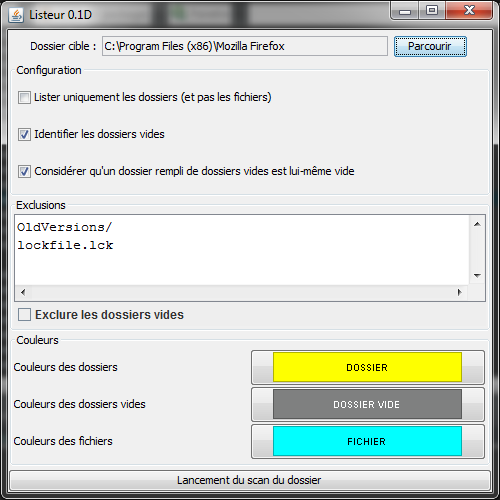 Listeur 0.1D
Dossier cible : C:\Program Files (x86)\Mozilla Firefox Parcourir
Configuration
Lister uniquement les dossiers (et pas les fichiers)
Identifier les dossiers vides
Considérer qu'un dossier rempli de dossiers vides est lui-même vide
Exclusions
OldVersions/
lockfile.lck
Exclure les dossiers vides
Couleurs
Couleurs des dossiers DOSSIER
Couleurs des dossiers vides DOSSIER VIDE
Couleurs des fichiers FICHIER
Lancement du scan du dossier